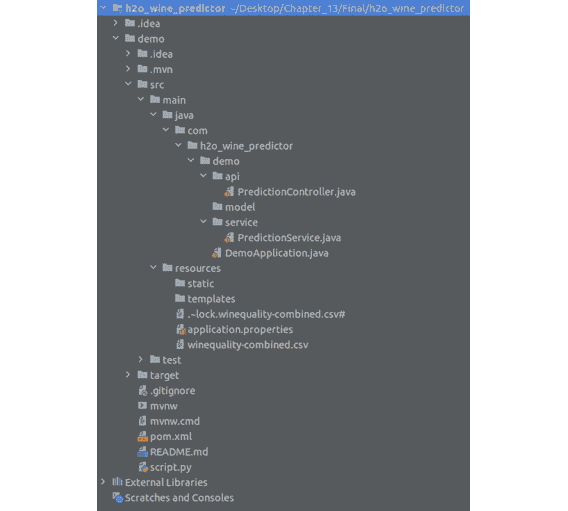 h2o_wine_predictor ~/Desktop/Chapter_13/Final/h2o_wine_predictor
.idea
demo
.idea
.mvn
src
main
java
com
h2o_wine_predictor
demo
api
PredictionController.java
model
service
PredictionService.java
DemoApplication.java
resources
static
templates
.~lock.winequality-combined.csv#
application.properties
winequality-combined.csv
test
target
.gitignore
mvnw
mvnw.cmd
pom.xml
README.md
script.py
External Libraries
Scratches and Consoles